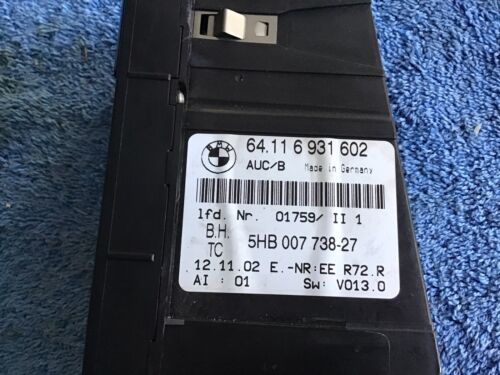 BMW
64.11 6 931 602
AUC/B Made in Germany
lfd. Nr. 01759/ II 1
B.H.
TC 5HB 007 738-27
12.11.02 E.-NR:EE R72.R
AI : 01 SW: V013.0